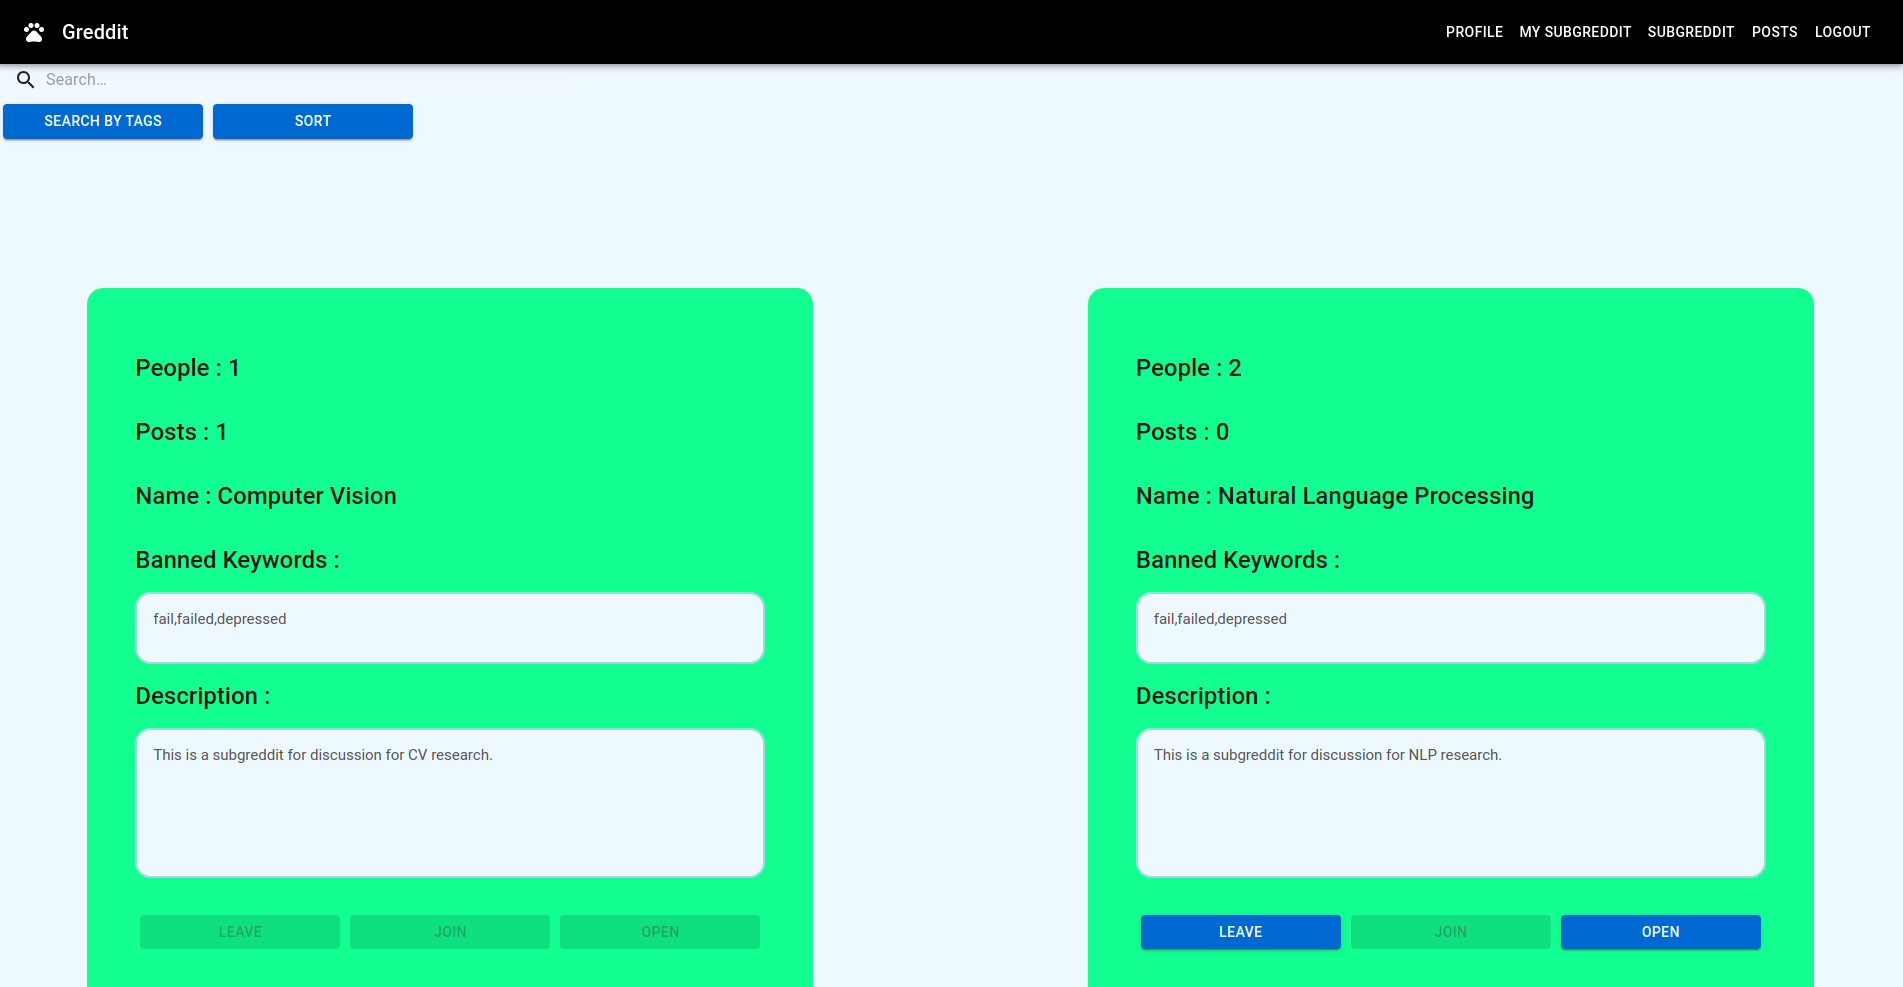 Greddit
PROFILE MY SUBGREDDIT SUBGREDDIT POSTS LOGOUT
Search...
SEARCH BY TAGS SORT
People : 1
Posts : 1
Name : Computer Vision
Banned Keywords :
fail,failed,depressed
Description :
This is a subgreddit for discussion for CV research.
LEAVE JOIN OPEN
People : 2
Posts : 0
Name : Natural Language Processing
Banned Keywords :
fail,failed,depressed
Description :
This is a subgreddit for discussion for NLP research.
LEAVE JOIN OPEN